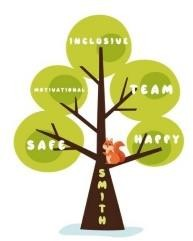 INCLUSIVE
MOTIVATIONAL
TEAM
SAFE
HAPPY
SMITH